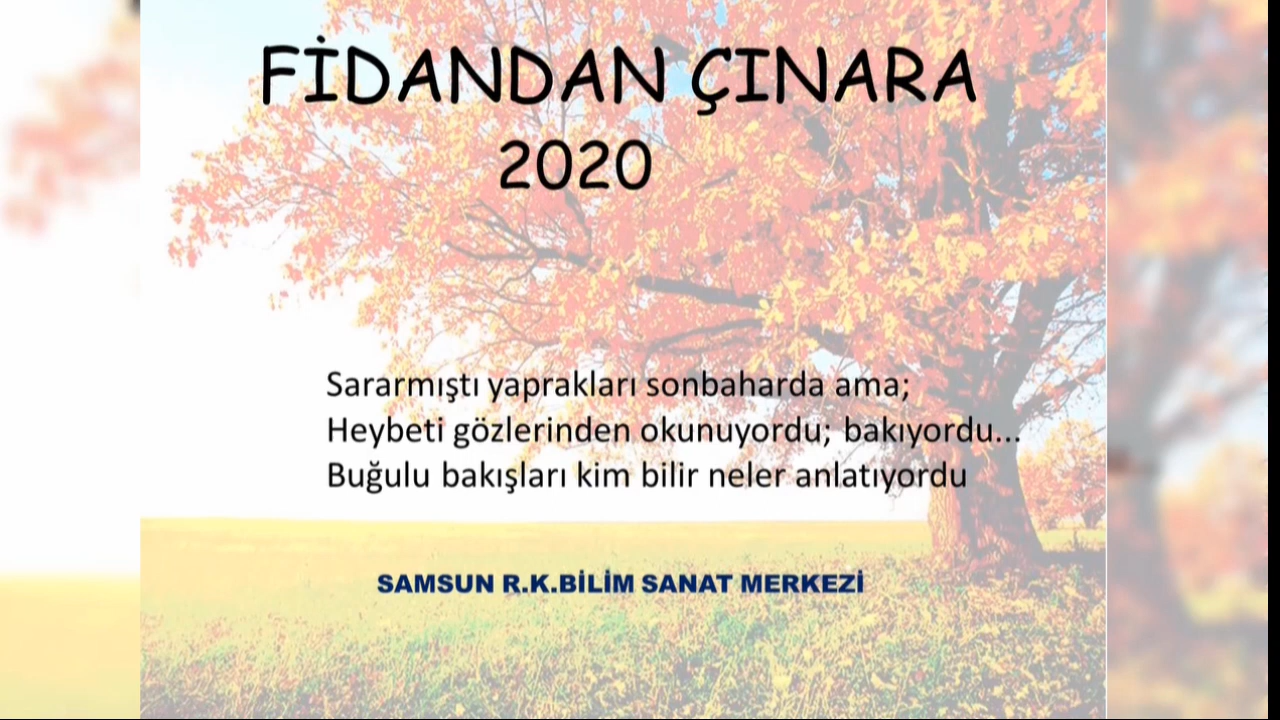 FİDANDAN ÇINARA
2020
Sararmıştı yaprakları sonbaharda ama;
Heybeti gözlerinden okunuyordu; bakıyordu...
Buğulu bakışları kim bilir neler anlatıyordu
SAMSUN R.K.BİLİM SANAT MERKEZİ